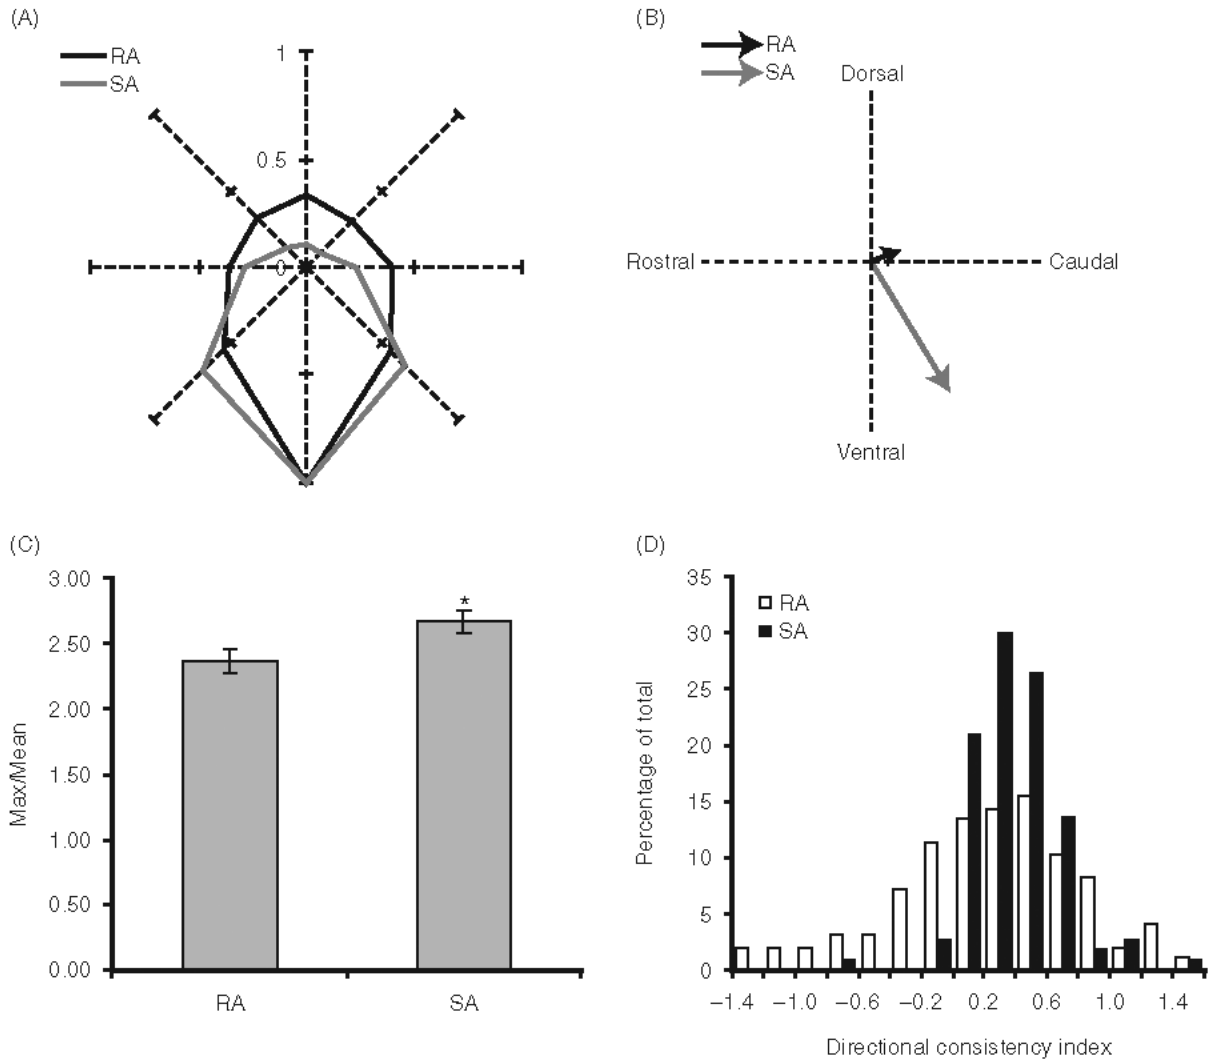 (A)
RA
SA
1
0.5
0
(B)
RA
SA
Dorsal
Rostral
Caudal
Ventral
(C)
3.00
2.50
2.00
1.50
1.00
0.50
0.00
Max/Mean
*
RA
SA
(D)
35
30
25
20
15
10
5
0
Percentage of total
RA
SA
−1.4 −1.0 −0.6 −0.2 0.2 0.6 1.0 1.4
Directional consistency index